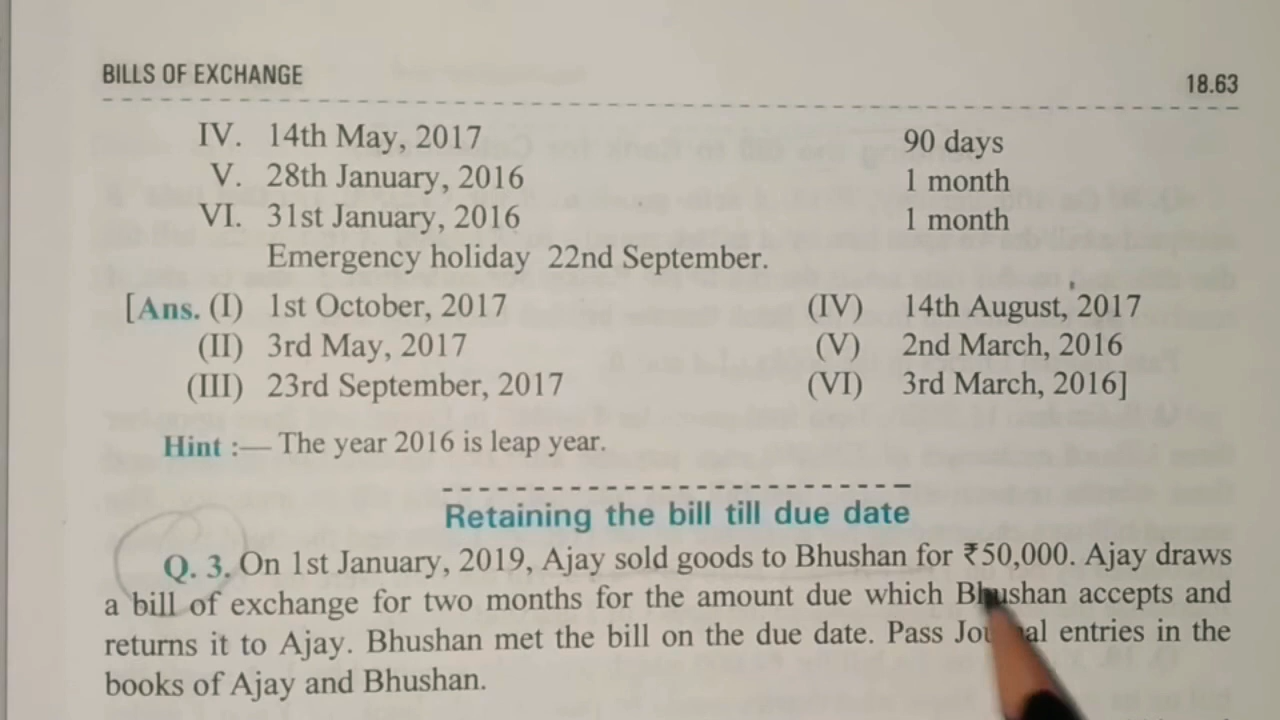 BILLS OF EXCHANGE 18.63
IV. 14th May, 2017 90 days
V. 28th January, 2016 1 month
VI. 31st January, 2016 1 month
Emergency holiday 22nd September.
[Ans. (I) 1st October, 2017 (IV) 14th August, 2017
(II) 3rd May, 2017 (V) 2nd March, 2016
(III) 23rd September, 2017 (VI) 3rd March, 2016]
Hint :— The year 2016 is leap year.
Retaining the bill till due date
Q. 3. On 1st January, 2019, Ajay sold goods to Bhushan for ₹50,000. Ajay draws
a bill of exchange for two months for the amount due which Bhushan accepts and
returns it to Ajay. Bhushan met the bill on the due date. Pass Journal entries in the
books of Ajay and Bhushan.